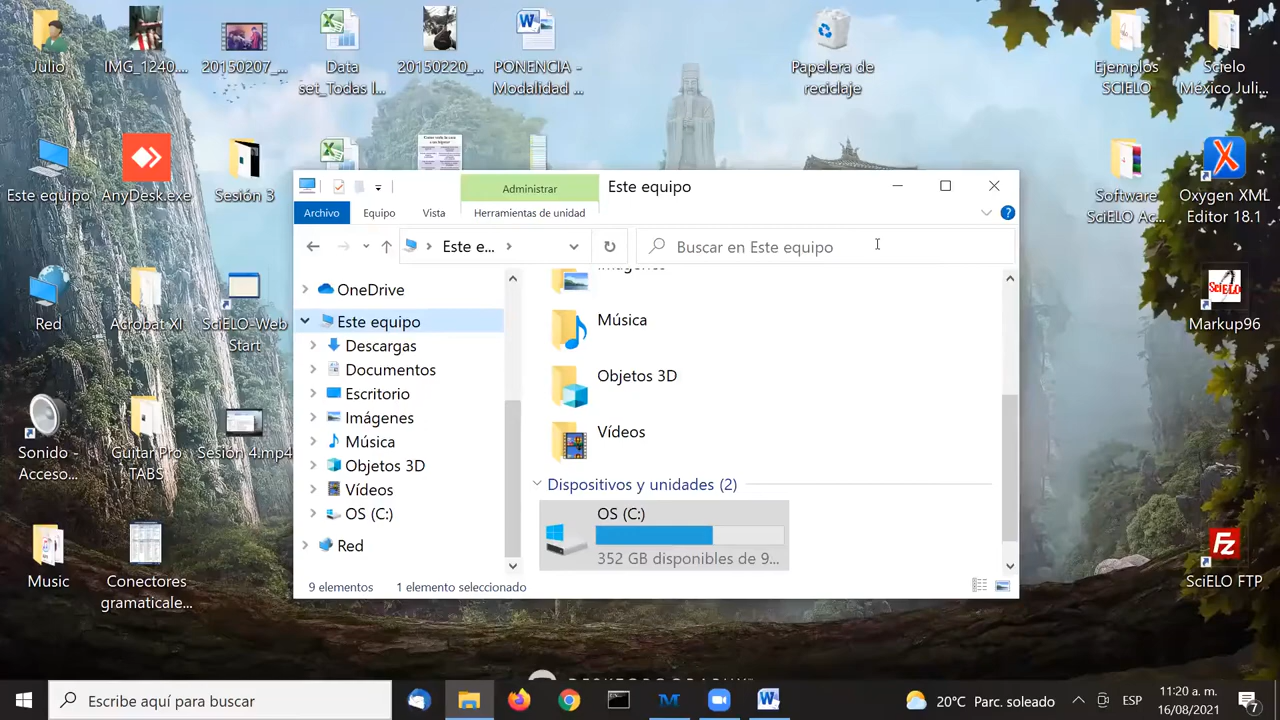 Julio
IMG_1240....
20150207_...
Data
set_Todas l...
20150220_...
PONENCIA -
Modalidad ...
Papelera de
reciclaje
Ejemplos
SCIELO
Scielo
México Juli...
Este equipo
AnyDesk.exe
Sesión 3
Software
SciELO Ac...
Oxygen XML
Editor 18.1
Administrar
Este equipo
Archivo
Equipo
Vista
Herramientas de unidad
Este e...
Buscar en Este equipo
OneDrive
Este equipo
Descargas
Documentos
Escritorio
Imágenes
Música
Objetos 3D
Vídeos
OS (C:)
Red
Imágenes
Música
Objetos 3D
Vídeos
Dispositivos y unidades (2)
OS (C:)
352 GB disponibles de 9...
9 elementos
1 elemento seleccionado
Red
Acrobat XI
SciELO-Web
Start
SciELO
Markup96
Sonido -
Acceso...
Guitar Pro
TABS
Sesión 4.mp4
Music
Conectores
gramaticale...
Fz
SciELO FTP
Escribe aquí para buscar
20°C Parc. soleado
ESP
11:20 a. m.
16/08/2021
7